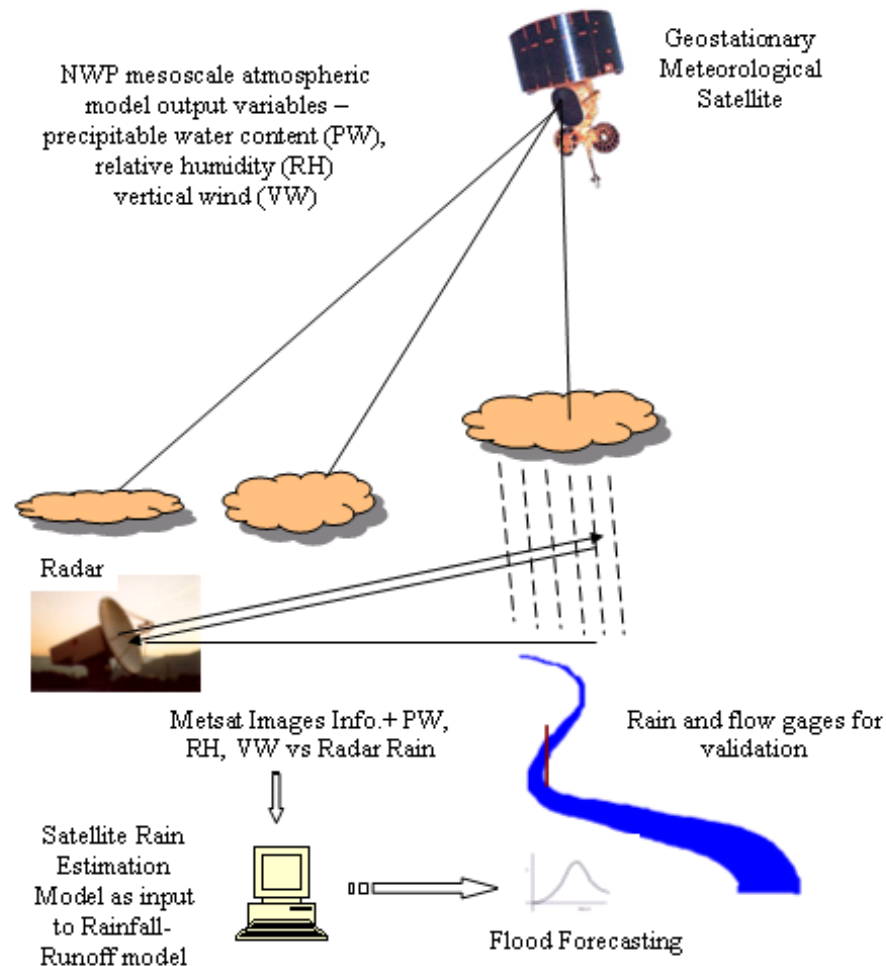 Geostationary
Meteorological
Satellite
NWP mesoscale atmospheric
model output variables –
precipitable water content (PW),
relative humidity (RH)
vertical wind (VW)
Radar
Metsat Images Info.+ PW,
RH, VW vs Radar Rain
Rain and flow gages for
validation
Satellite Rain
Estimation
Model as input
to Rainfall-
Runoff model
Flood Forecasting